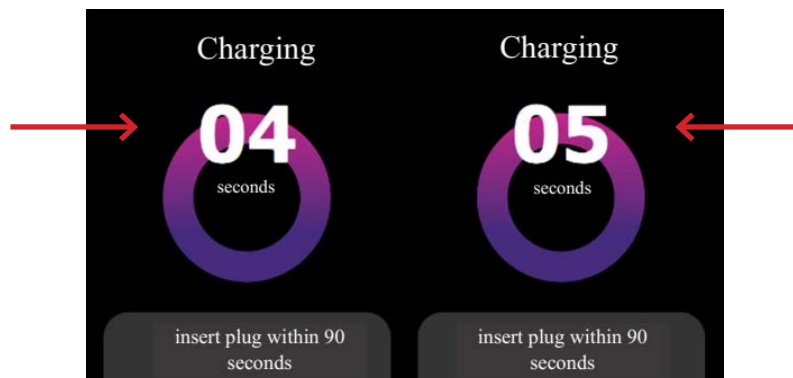 Charging
04
seconds
insert plug within 90
seconds
Charging
05
seconds
insert plug within 90
seconds